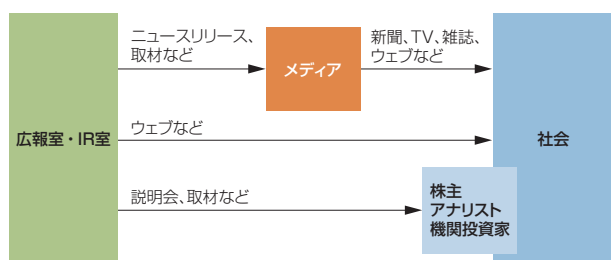 ニュースリリース、
取材など
メディア
新聞、TV、雑誌、
ウェブなど
広報室・IR室
ウェブなど
社会
説明会、取材など
株主
アナリスト
機関投資家